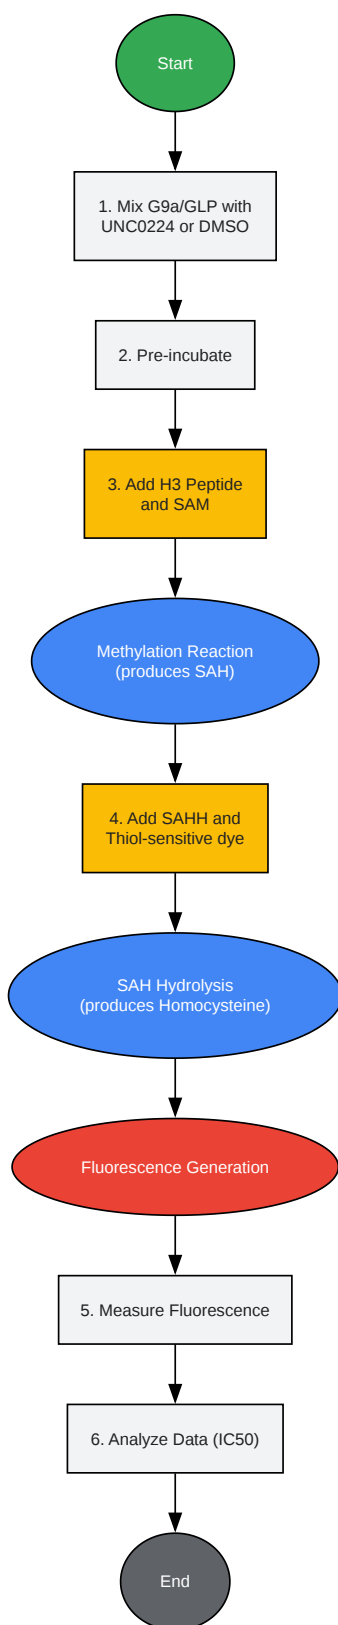 Start
1. Mix G9a/GLP with
UNC0224 or DMSO
2. Pre-incubate
3. Add H3 Peptide
and SAM
Methylation Reaction
(produces SAH)
4. Add SAHH and
Thiol-sensitive dye
SAH Hydrolysis
(produces Homocysteine)
Fluorescence Generation
5. Measure Fluorescence
6. Analyze Data (IC50)
End